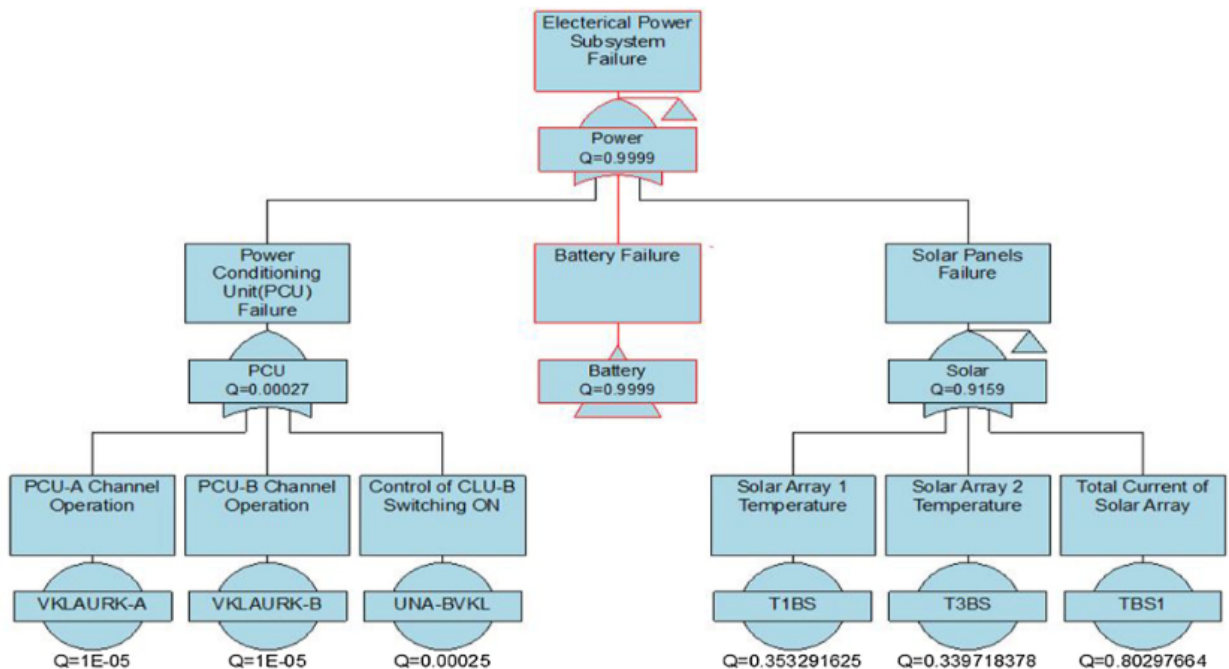 Electerical Power
Subsystem
Failure
Power
Q=0.9999
Power
Conditioning
Unit(PCU)
Failure
Battery Failure
Solar Panels
Failure
PCU
Q=0.00027
Battery
Q=0.9999
Solar
Q=0.9159
PCU-A Channel
Operation
PCU-B Channel
Operation
Control of CLU-B
Switching ON
Solar Array 1
Temperature
Solar Array 2
Temperature
Total Current of
Solar Array
VKLAURK-A
VKLAURK-B
UNA-BVKL
T1BS
T3BS
TBS1
Q=1E-05
Q=1E-05
Q=0.00025
Q=0.353291625
Q=0.339718378
Q=0.80297664